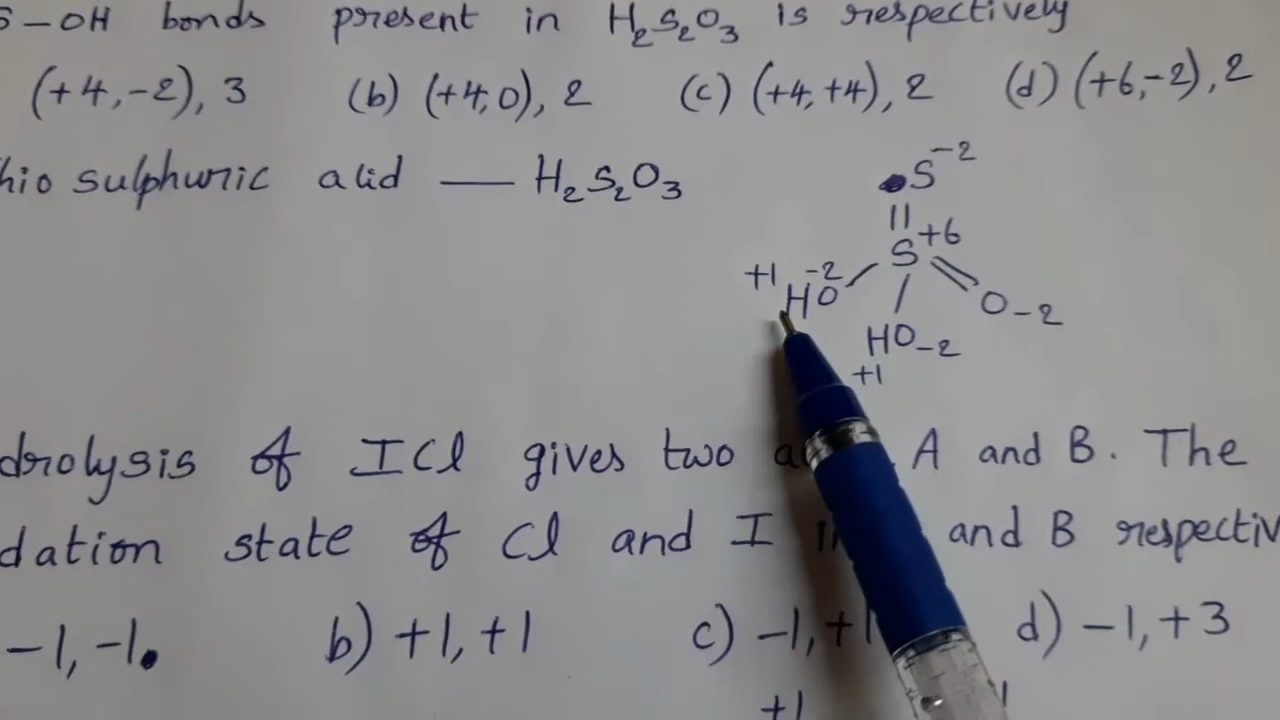 S-OH bonds present in H₂S₂O₃ is respectively
(+4,-2), 3 (b) (+4,0), 2 (c) (+4,+4), 2 (d) (+6,-2), 2
hio sulphuric acid — H₂S₂O₃
S -2
S +6
+1 -2
HO
O -2
HO -2
+1
drolysis of ICl gives two A and B. The
dation state of Cl and I and B respectiv
-1, -1. b) +1, +1 c) -1, +1 d) -1, +3
+1